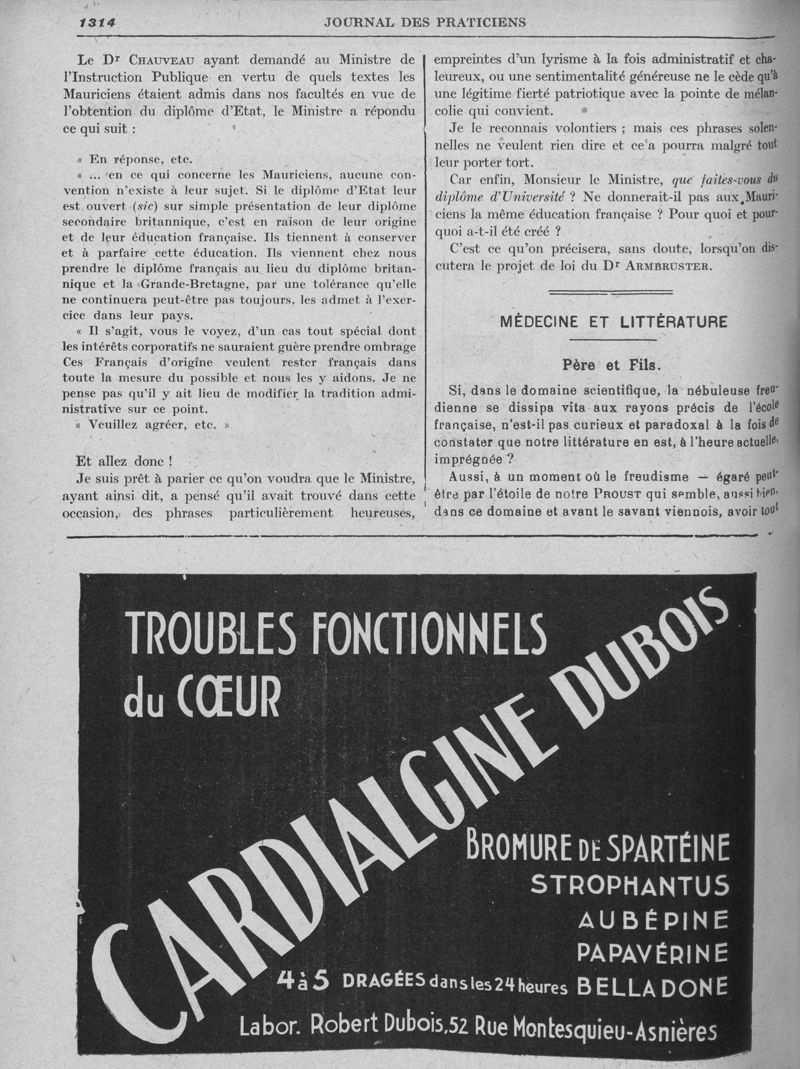 1314
JOURNAL DES PRATICIENS
Le Dr CHAUVEAU ayant demandé au Ministre de
l'Instruction Publique en vertu de quels textes les
Mauriciens étaient admis dans nos facultés en vue de
l'obtention du diplôme d'Etat, le Ministre a répondu
ce qui suit :
« En réponse, etc.
« ... en ce qui concerne les Mauriciens, aucune con-
vention n'existe à leur sujet. Si le diplôme d'Etat leur
est ouvert (sic) sur simple présentation de leur diplôme
secondaire britannique, c'est en raison de leur origine
et de leur éducation française. Ils tiennent à conserver
et à parfaire cette éducation. Ils viennent chez nous
prendre le diplôme français au lieu du diplôme britan-
nique et la Grande-Bretagne, par une tolérance qu'elle
ne continuera peut-être pas toujours, les admet à l'exer-
cice dans leur pays.
« Il s'agit, vous le voyez, d'un cas tout spécial dont
les intérêts corporatifs ne sauraient guère prendre ombrage
Ces Français d'origine veulent rester français dans
toute la mesure du possible et nous les y aidons. Je ne
pense pas qu'il y ait lieu de modifier la tradition admi-
nistrative sur ce point.
« Veuillez agréer, etc. »
Et allez donc !
Je suis prêt à parier ce qu'on voudra que le Ministre,
ayant ainsi dit, a pensé qu'il avait trouvé dans cette
occasion, des phrases particulièrement heureuses,
empreintes d'un lyrisme à la fois administratif et cha-
leureux, ou une sentimentalité généreuse ne le cède qu'à
une légitime fierté patriotique avec la pointe de mélan-
colie qui convient.
Je le reconnais volontiers ; mais ces phrases solen-
nelles ne veulent rien dire et ce'a pourra malgré tout
leur porter tort.
Car enfin, Monsieur le Ministre, que faites-vous du
diplôme d'Université ? Ne donnerait-il pas aux Mauri-
ciens la même éducation française ? Pour quoi et pour-
quoi a-t-il été créé ?
C'est ce qu'on précisera, sans doute, lorsqu'on dis-
cutera le projet de loi du Dr ARMBRUSTER.
MÉDECINE ET LITTÉRATURE
Père et Fils.
Si, dans le domaine scientifique, la nébuleuse freu-
dienne se dissipa vita aux rayons précis de l'école
française, n'est-il pas curieux et paradoxal à la fois de
constater que notre littérature en est, à l'heure actuelle,
imprégnée ?
Aussi, à un moment où le freudisme — égaré peut-
être par l'étoile de notre PROUST qui semble, aussi bien,
dans ce domaine et avant le savant viennois, avoir tout
TROUBLES FONCTIONNELS
du CŒUR
CARDIALGINE DUBOIS
BROMURE DE SPARTÉINE
STROPHANTUS
AUBÉPINE
PAPAVÉRINE
BELLADONE
4 à 5 DRAGÉES dans les 24 heures
Labor. Robert Dubois, 52 Rue Montesquieu-Asnières